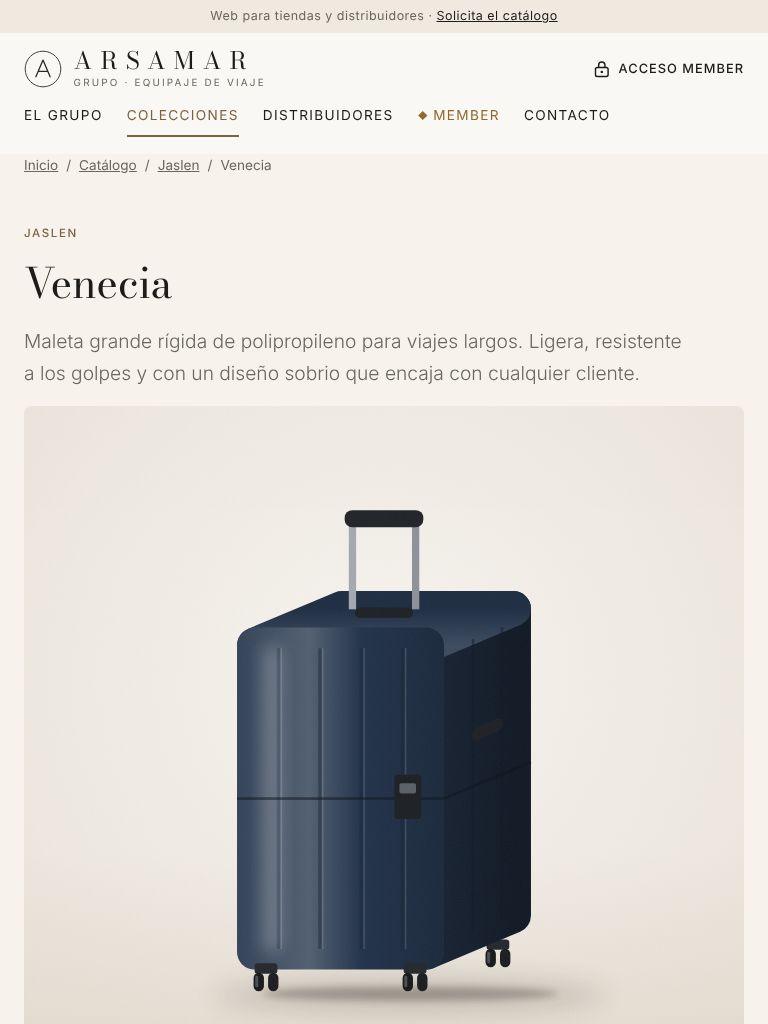 Web para tiendas y distribuidores · Solicita el catálogo
A
ARSAMAR
GRUPO · EQUIPAJE DE VIAJE
ACCESO MEMBER
EL GRUPO COLECCIONES DISTRIBUIDORES ◆ MEMBER CONTACTO
Inicio / Catálogo / Jaslen / Venecia
JASLEN
Venecia
Maleta grande rígida de polipropileno para viajes largos. Ligera, resistente
a los golpes y con un diseño sobrio que encaja con cualquier cliente.